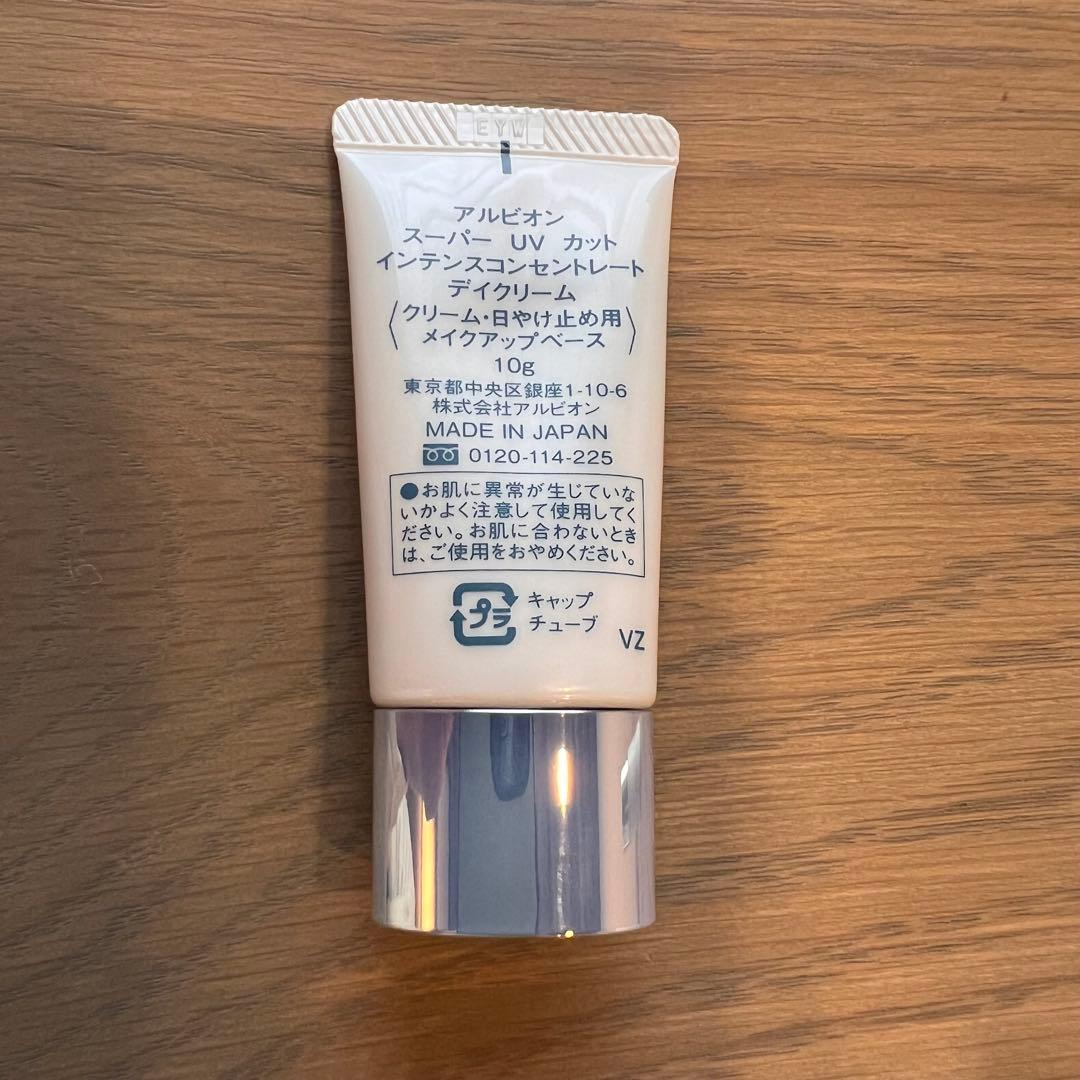 EYW
アルビオン
スーパー UV カット
インテンスコンセントレート
デイクリーム
〈クリーム・日やけ止め用
メイクアップベース〉
10g
東京都中央区銀座1-10-6
株式会社アルビオン
MADE IN JAPAN
0120-114-225
●お肌に異常が生じていな
いかよく注意して使用してく
ださい。お肌に合わないとき
は、ご使用をおやめください。
プラ キャップ
チューブ
VZ